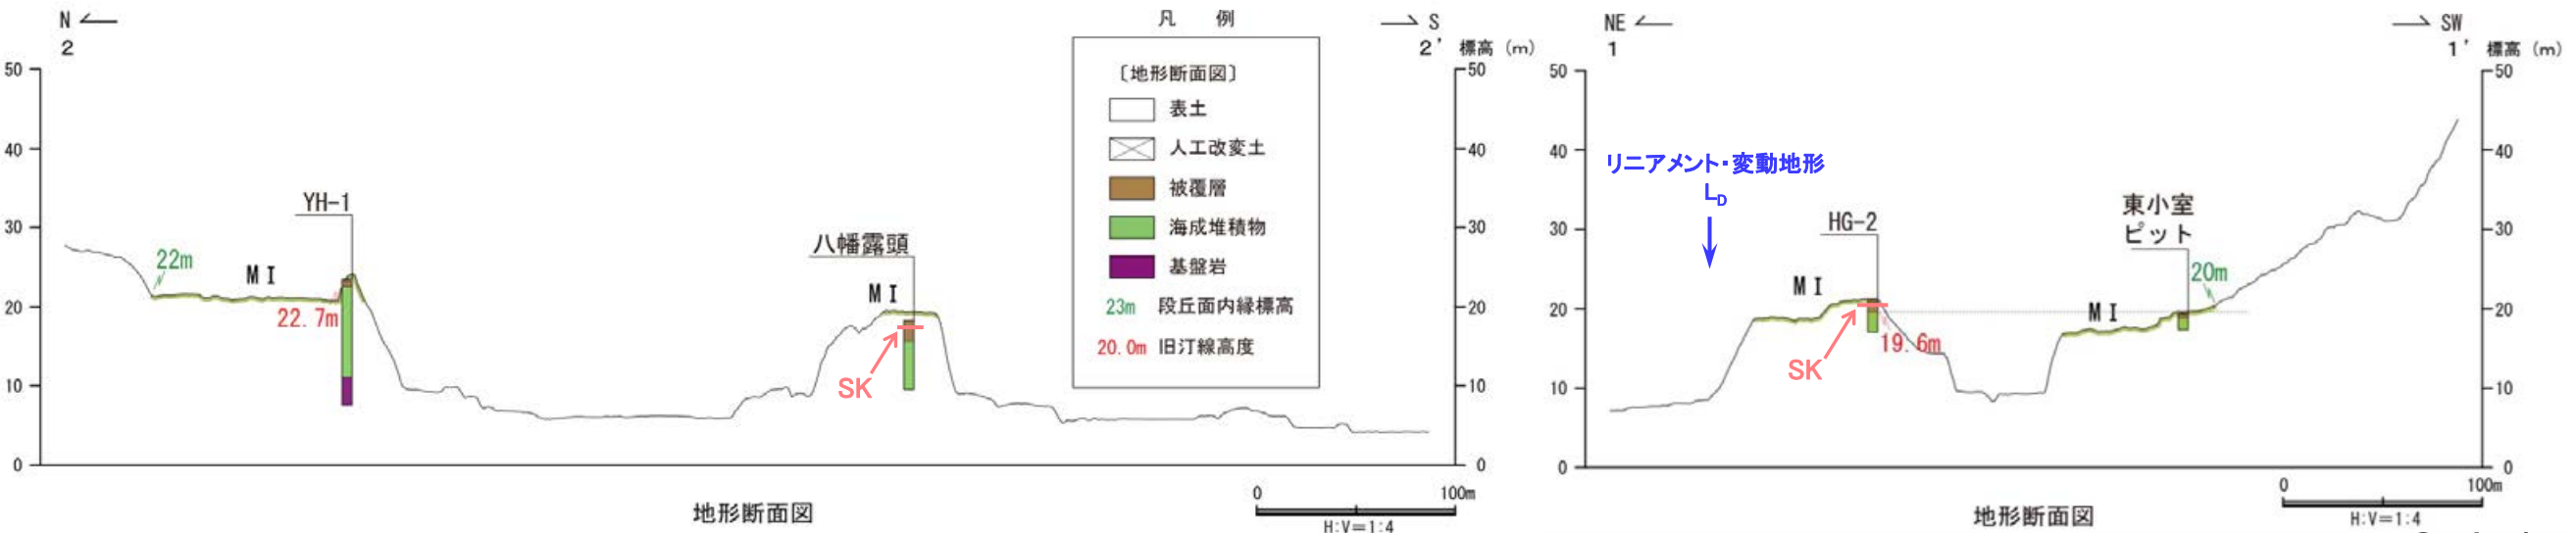 N
2
S
2' 標高 (m)
50
40
30
20
10
0
YH-1
22m
MⅠ
22.7m
八幡露頭
MⅠ
SK
50
40
30
20
10
0
地形断面図
0 100m
H:V=1:4
凡 例
〔地形断面図〕
表土
人工改変土
被覆層
海成堆積物
基盤岩
23m 段丘面内縁標高
20.0m 旧汀線高度
NE
1
SW
1' 標高 (m)
50
40
30
20
10
0
リニアメント・変動地形
LD
HG-2
MⅠ
SK
19.6m
東小室
ピット
20m
MⅠ
50
40
30
20
10
0
地形断面図
0 100m
H:V=1:4